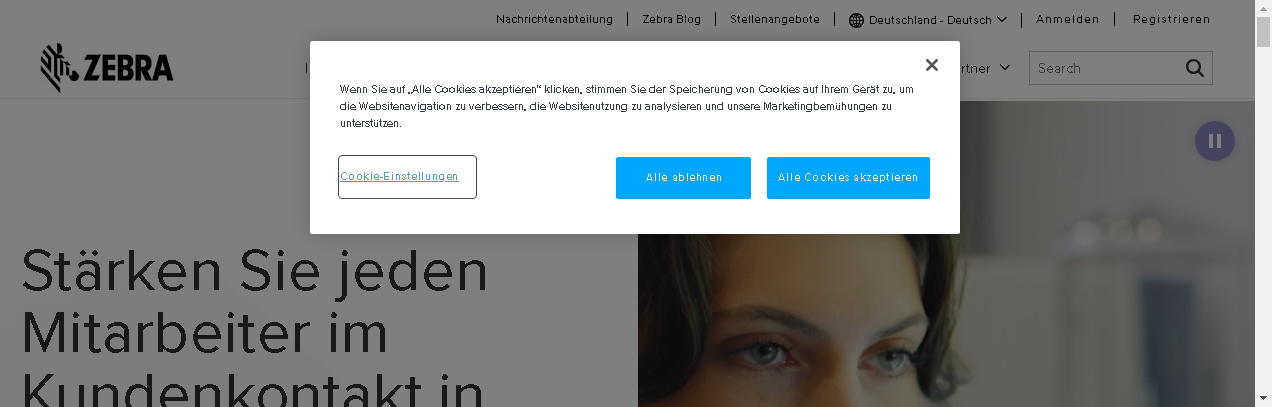 Nachrichtenabteilung
Zebra Blog
Stellenangebote
Deutschland - Deutsch
Anmelden
Registrieren
ZEBRA
Search
Wenn Sie auf „Alle Cookies akzeptieren“ klicken, stimmen Sie der Speicherung von Cookies auf Ihrem Gerät zu, um
die Websitenavigation zu verbessern, die Websitenutzung zu analysieren und unsere Marketingbemühungen zu
unterstützen.
Cookie-Einstellungen
Alle ablehnen
Alle Cookies akzeptieren
Stärken Sie jeden
Mitarbeiter im
Kundenkontakt in